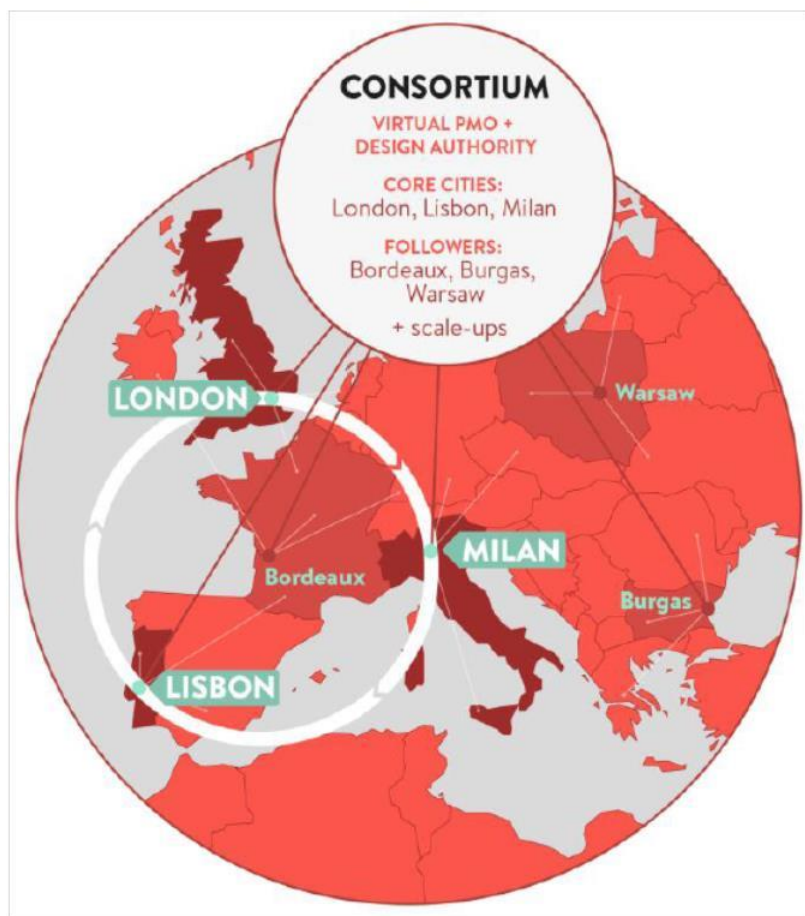 CONSORTIUM
VIRTUAL PMO +
DESIGN AUTHORITY
CORE CITIES:
London, Lisbon, Milan
FOLLOWERS:
Bordeaux, Burgas,
Warsaw
+ scale-ups
LONDON
Warsaw
MILAN
Bordeaux
Burgas
LISBON